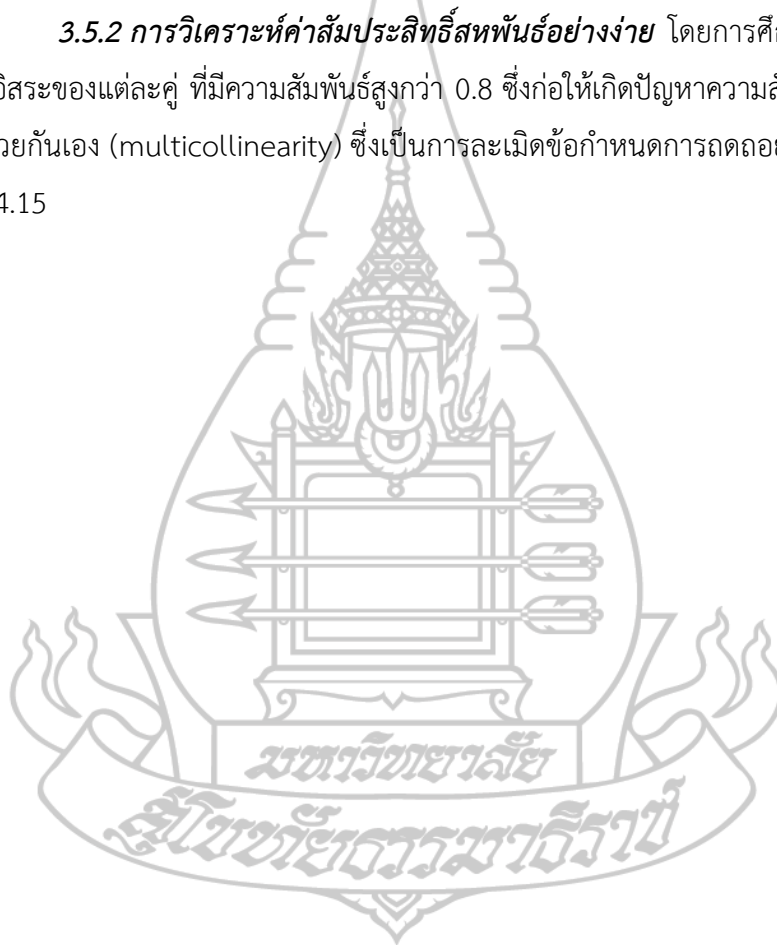 3.5.2 การวิเคราะห์ค่าสัมประสิทธิ์สหพันธ์อย่างง่าย โดยการศึก
อิสระของแต่ละคู่ ที่มีความสัมพันธ์สูงกว่า 0.8 ซึ่งก่อให้เกิดปัญหาความสั
วยกันเอง (multicollinearity) ซึ่งเป็นการละเมิดข้อกำหนดการถดถอย
4.15
มหาวิทยาลัย
สุโขทัยธรรมาธิราช